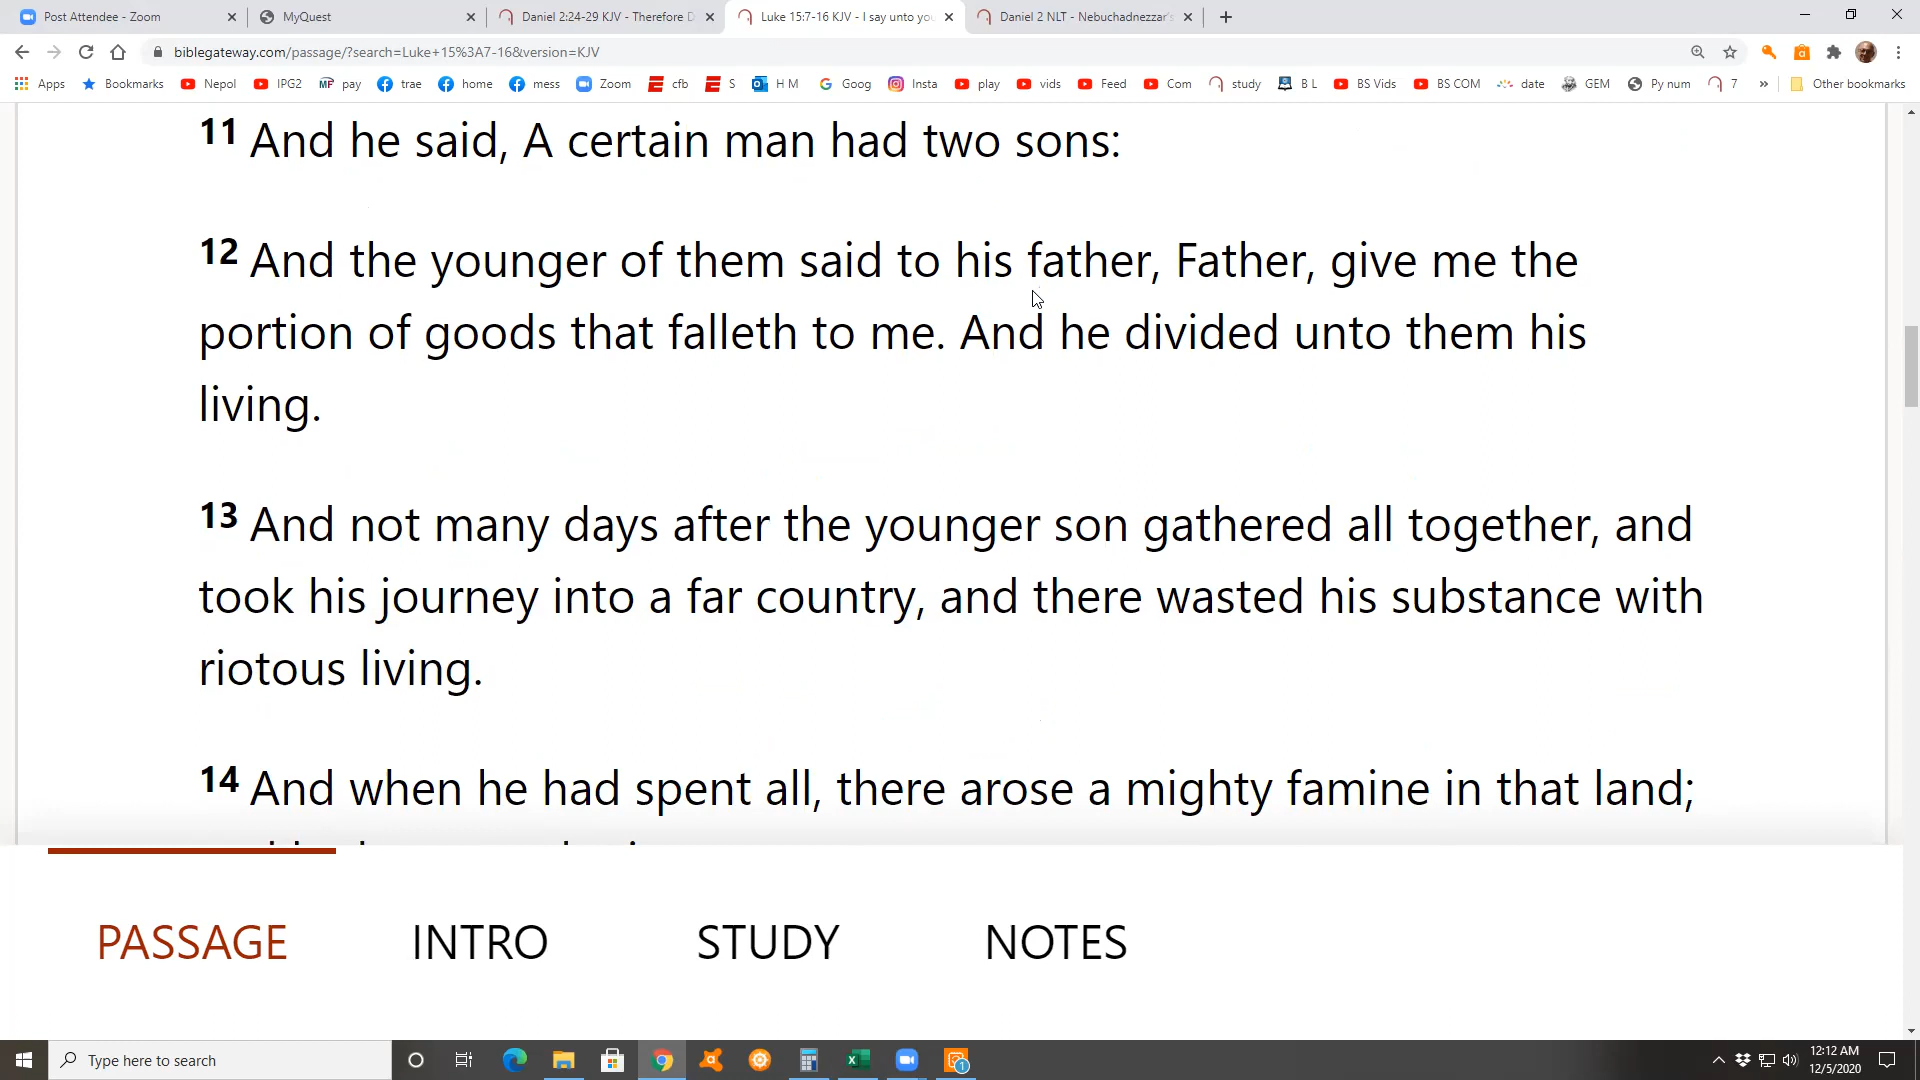 Post Attendee - Zoom
MyQuest
Daniel 2:24-29 KJV - Therefore D
Luke 15:7-16 KJV - I say unto you
Daniel 2 NLT - Nebuchadnezzar's
biblegateway.com/passage/?search=Luke+15%3A7-16&version=KJV
Apps Bookmarks Nepol IPG2 pay trae home mess Zoom cfb S H M Goog Insta play vids Feed Com study B L BS Vids BS COM date GEM Py num 7 » Other bookmarks
11 And he said, A certain man had two sons:
12 And the younger of them said to his father, Father, give me the
portion of goods that falleth to me. And he divided unto them his
living.
13 And not many days after the younger son gathered all together, and
took his journey into a far country, and there wasted his substance with
riotous living.
14 And when he had spent all, there arose a mighty famine in that land;
PASSAGE INTRO STUDY NOTES
Type here to search
12:12 AM
12/5/2020